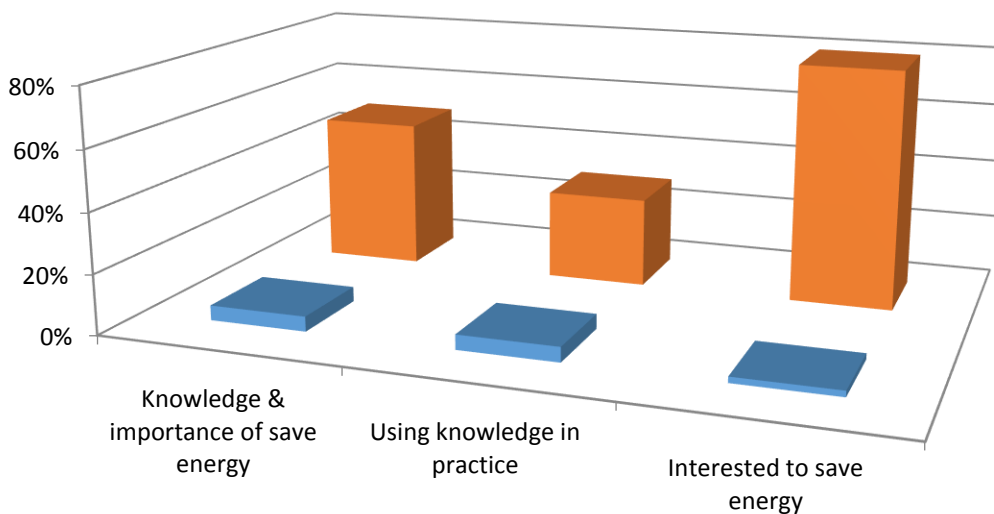 80%
60%
40%
20%
0%
Knowledge &
importance of save
energy
Using knowledge in
practice
Interested to save
energy